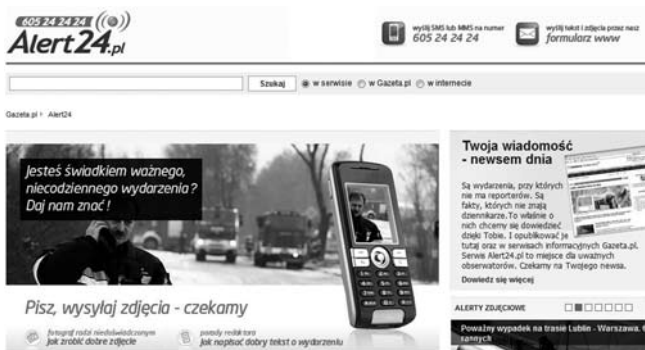 605 24 24 24
Alert24.pl
wyślij SMS lub MMS na numer
605 24 24 24
wyślij tekst i zdjęcia przez nasz
formularz www
Szukaj
w serwisie
w Gazeta.pl
w internecie
Gazeta.pl › Alert24
Jesteś świadkiem ważnego,
niecodziennego wydarzenia?
Daj nam znać!
Pisz, wysyłaj zdjęcia - czekamy
fotograf radzi niedoświadczonym
Jak zrobić dobre zdjęcie
porady redaktora
Jak napisać dobry tekst o wydarzeniu
Twoja wiadomość
- newsem dnia
Są wydarzenia, przy których
nie ma reporterów. Są
fakty, których nie znają
dziennikarze.To właśnie o
nich chcemy się dowiedzieć
dzięki Tobie. I opublikować je
tutaj oraz w serwisach informacyjnych Gazeta.pl.
Serwis Alert24.pl to miejsce dla uważnych
obserwatorów. Czekamy na Twojego newsa.
Dowiedz się więcej
ALERTY ZDJĘCIOWE
Poważny wypadek na trasie Lublin - Warszawa. 6
rannych